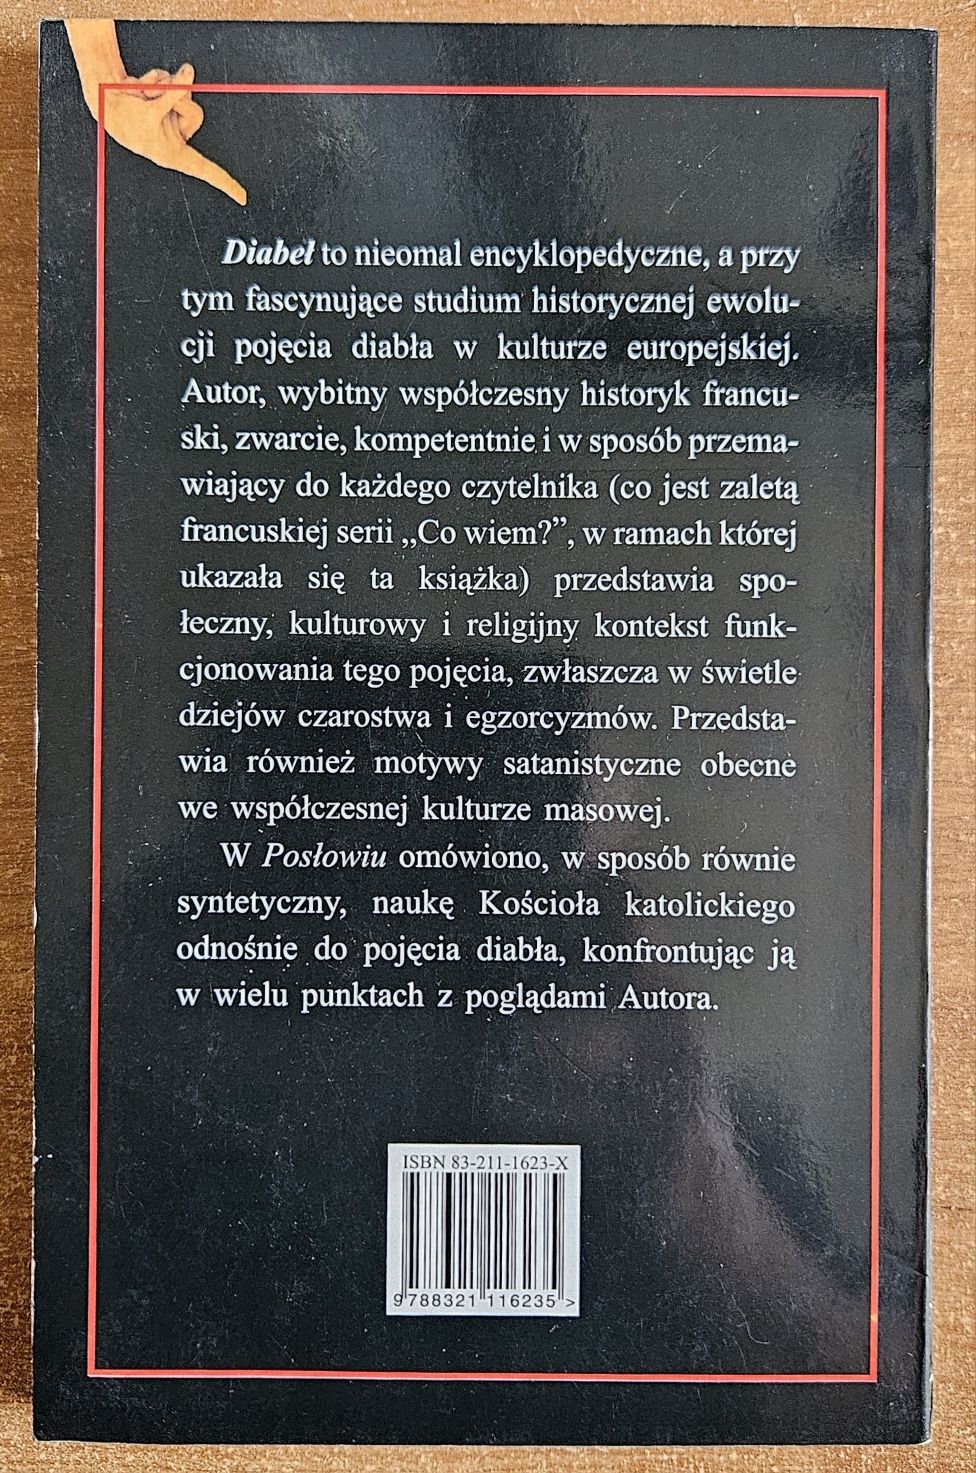 Diabeł to nieomal encyklopedyczne, a przy
tym fascynujące studium historycznej ewolu-
cji pojęcia diabła w kulturze europejskiej.
Autor, wybitny współczesny historyk francu-
ski, zwarcie, kompetentnie i w sposób przema-
wiający do każdego czytelnika (co jest zaletą
francuskiej serii „Co wiem?”, w ramach której
ukazała się ta książka) przedstawia spo-
łeczny, kulturowy i religijny kontekst funk-
cjonowania tego pojęcia, zwłaszcza w świetle
dziejów czarostwa i egzorcyzmów. Przedsta-
wia również motywy satanistyczne obecne
we współczesnej kulturze masowej.
W Posłowiu omówiono, w sposób równie
syntetyczny, naukę Kościoła katolickiego
odnośnie do pojęcia diabła, konfrontując ją
w wielu punktach z poglądami Autora.
ISBN 83-211-1623-X
9 788321 116235 >